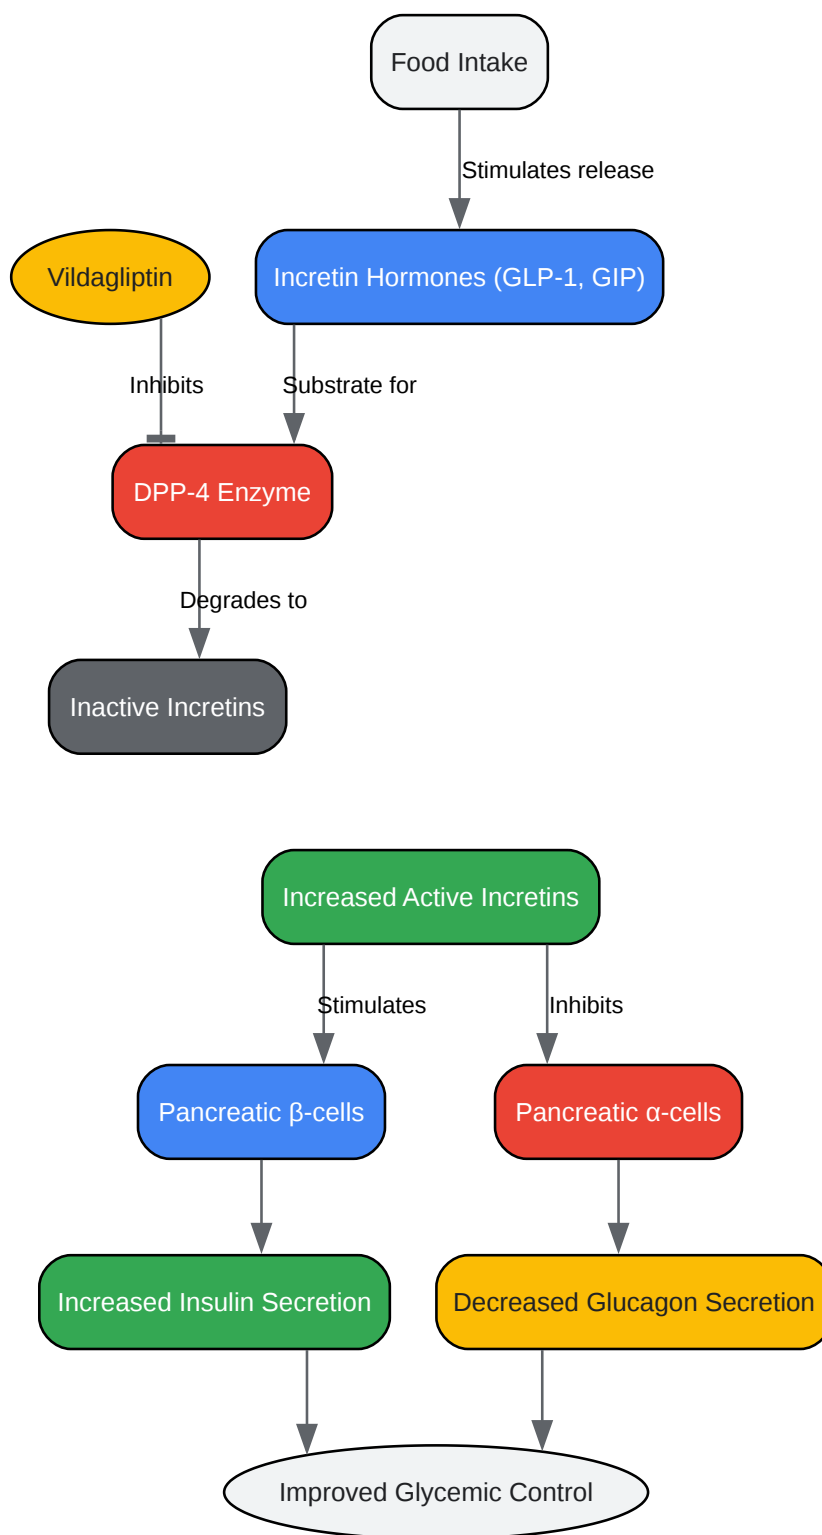 Food Intake
Stimulates release
Vildagliptin
Incretin Hormones (GLP-1, GIP)
Inhibits
Substrate for
DPP-4 Enzyme
Degrades to
Inactive Incretins
Increased Active Incretins
Stimulates
Inhibits
Pancreatic β-cells
Pancreatic α-cells
Increased Insulin Secretion
Decreased Glucagon Secretion
Improved Glycemic Control